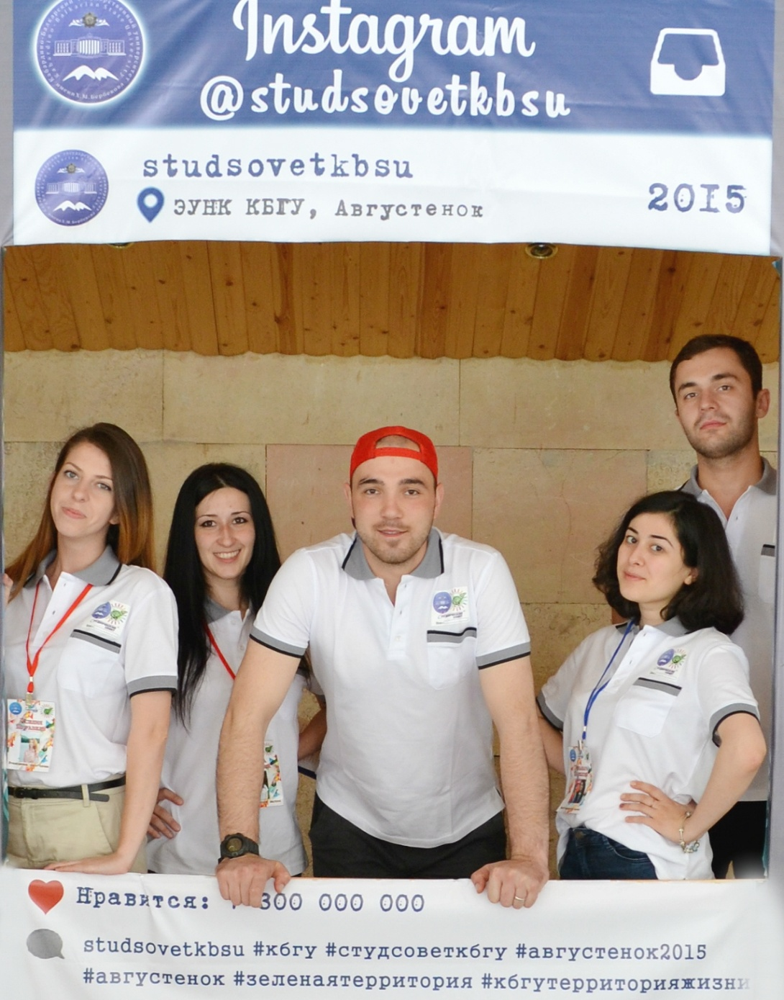 Instagram
@studsovetkbsu
studsovetkbsu
2015
ЭУНК КБГУ, Августенок
Нравится: 300 000 000
studsovetkbsu #кбгу #студсоветкбгу #августенок2015
#августенок #зеленаятерритория #кбгутерриторияжизни